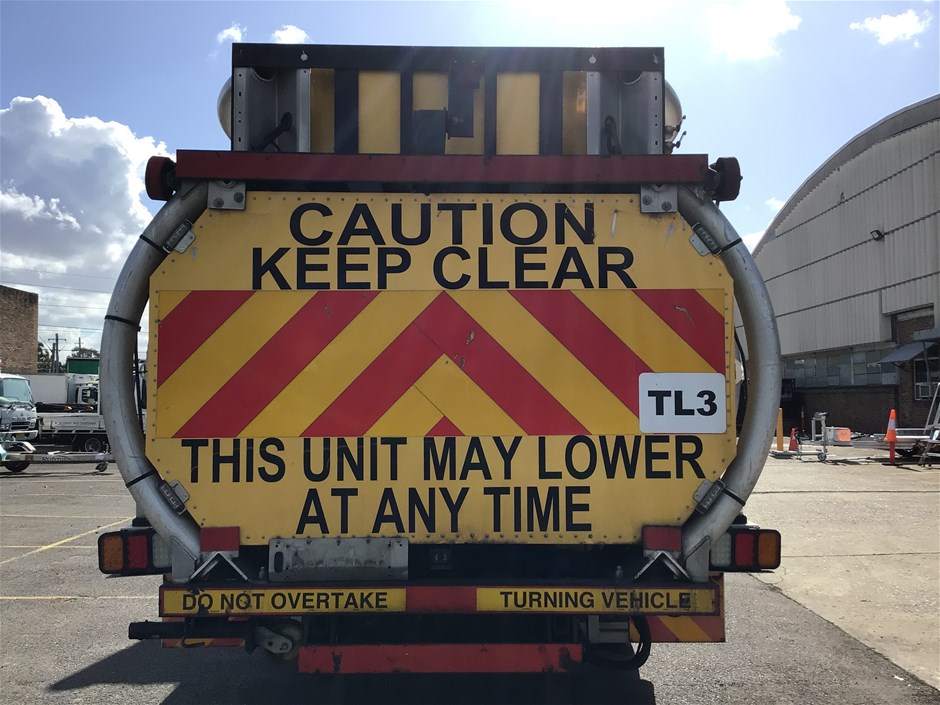 CAUTION
KEEP CLEAR
TL3
THIS UNIT MAY LOWER
AT ANY TIME
DO NOT OVERTAKE
TURNING VEHICLE